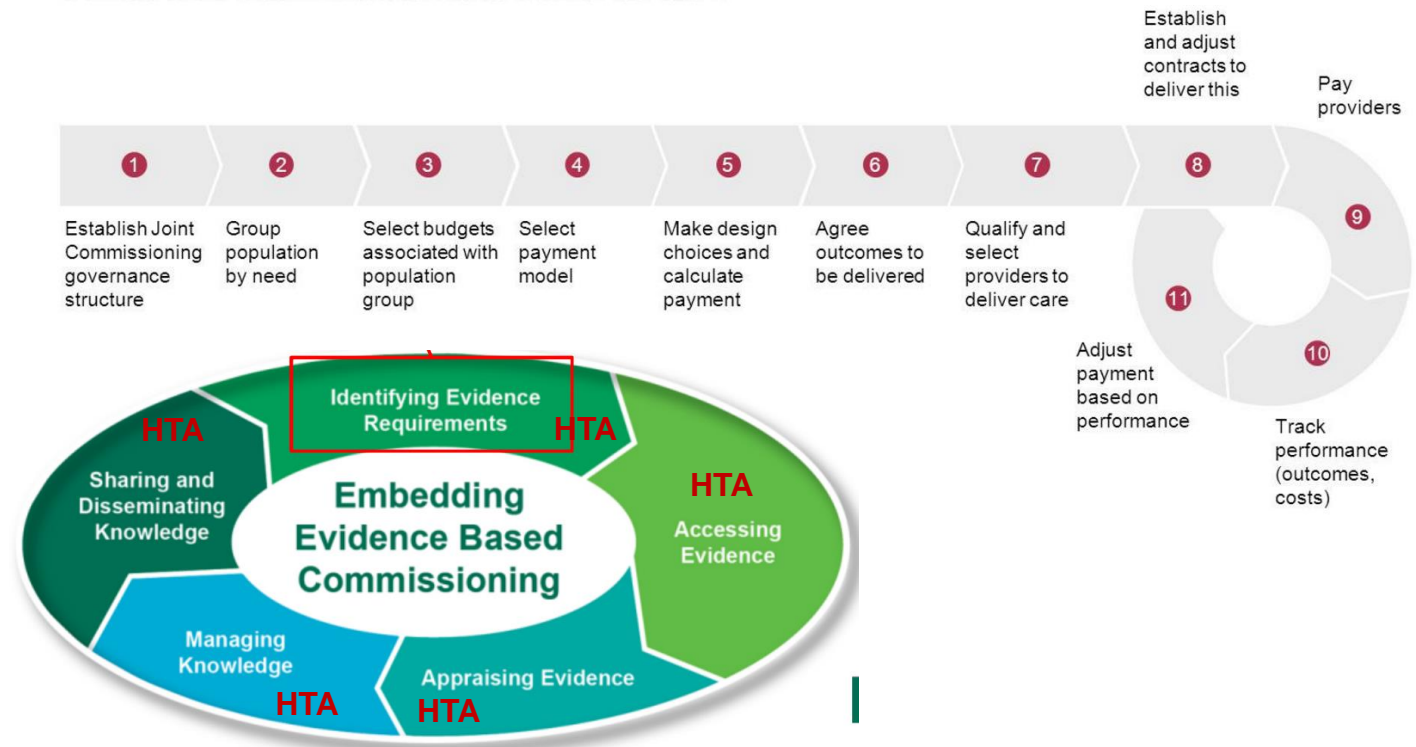 Establish
and adjust
contracts to
deliver this
Pay
providers
1
2
3
4
5
6
7
8
9
10
11
Establish Joint
Commissioning
governance
structure
Group
population
by need
Select budgets
associated with
population
group
Select
payment
model
Make design
choices and
calculate
payment
Agree
outcomes to
be delivered
Qualify and
select
providers to
deliver care
Adjust
payment
based on
performance
Track
performance
(outcomes,
costs)
Identifying Evidence
Requirements
HTA
HTA
Accessing
Evidence
Appraising Evidence
HTA
Managing
Knowledge
HTA
HTA
Sharing and
Disseminating
Knowledge
Embedding
Evidence Based
Commissioning